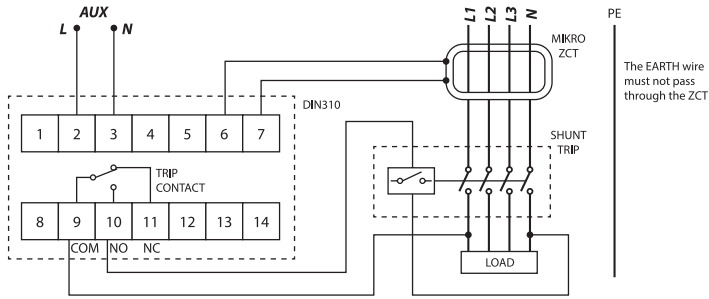 AUX
L N
L1 L2 L3 N
PE
MIKRO
ZCT
The EARTH wire
must not pass
through the ZCT
DIN310
1 2 3 4 5 6 7
SHUNT
TRIP
TRIP
CONTACT
8 9 10 11 12 13 14
COM NO NC
LOAD